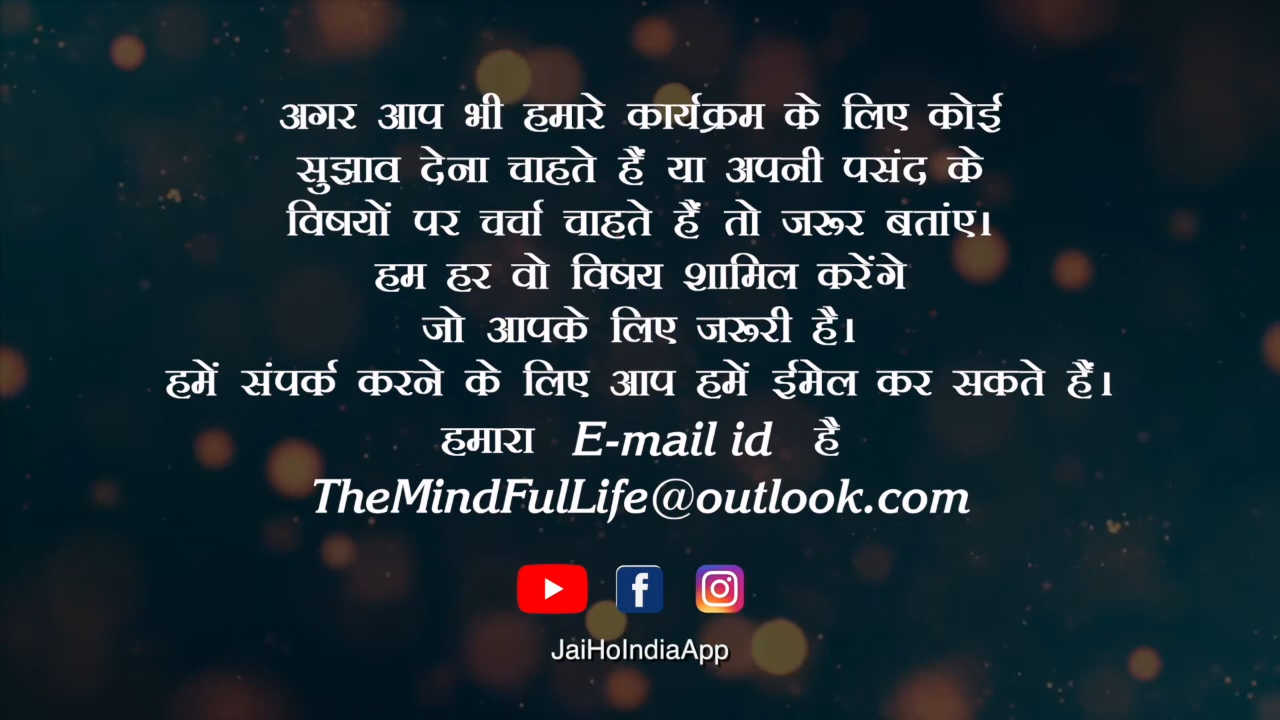 अगर आप भी हमारे कार्यक्रम के लिए कोई
सुझाव देना चाहते हैं या अपनी पसंद के
विषयों पर चर्चा चाहते हैं तो जरूर बतांए।
हम हर वो विषय शामिल करेंगे
जो आपके लिए जरूरी है।
हमें संपर्क करने के लिए आप हमें ईमेल कर सकते हैं।
हमारा E-mail id है
TheMindFulLife@outlook.com
JaiHoIndiaApp